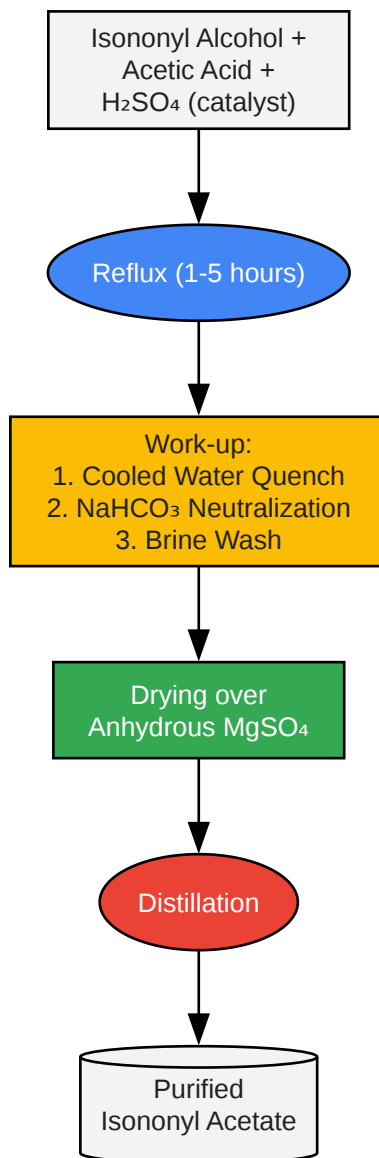 Isononyl Alcohol +
Acetic Acid +
H₂SO₄ (catalyst)
Reflux (1-5 hours)
Work-up:
1. Cooled Water Quench
2. NaHCO₃ Neutralization
3. Brine Wash
Drying over
Anhydrous MgSO₄
Distillation
Purified
Isononyl Acetate